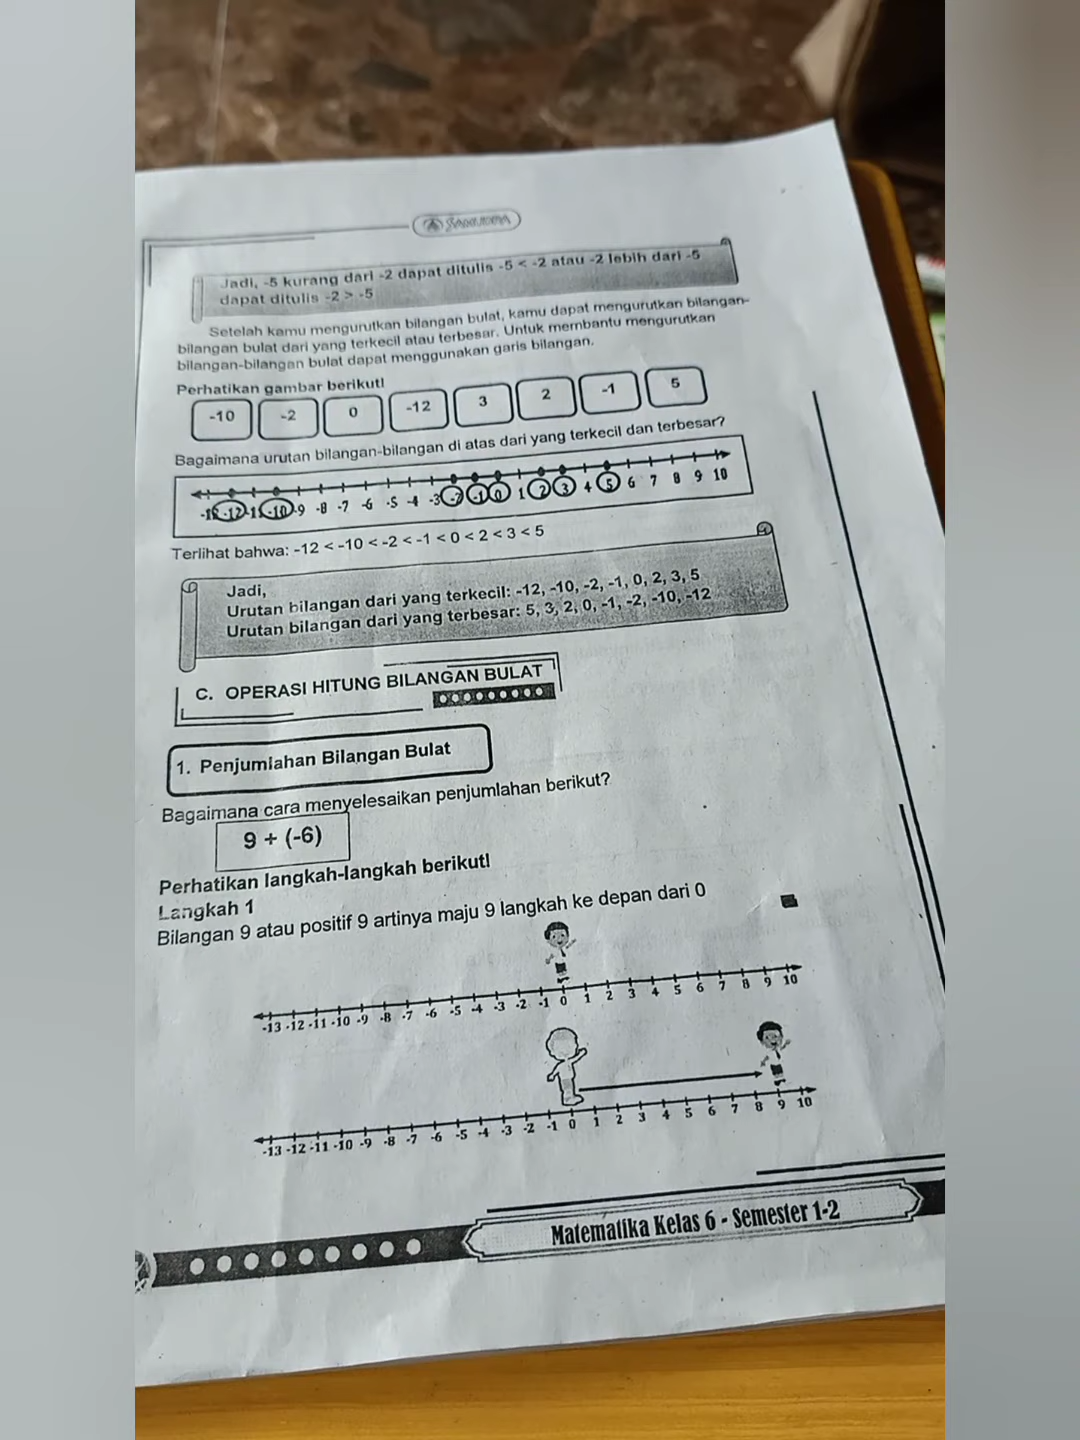 Jadi, -5 kurang dari -2 dapat ditulis -5 < -2 atau -2 lebih dari -5
dapat ditulis -2 > -5
Setelah kamu mengurutkan bilangan bulat, kamu dapat mengurutkan bilangan-
bilangan bulat dari yang terkecil atau terbesar. Untuk membantu mengurutkan
bilangan-bilangan bulat dapat menggunakan garis bilangan.
Perhatikan gambar berikut!
-10 -2 0 -12 3 2 -1 5
Bagaimana urutan bilangan-bilangan di atas dari yang terkecil dan terbesar?
-12 -10 -9 -8 -7 -6 -5 -4 -3 -2 -1 0 1 2 3 4 5 6 7 8 9 10
Terlihat bahwa: -12 < -10 < -2 < -1 < 0 < 2 < 3 < 5
Jadi,
Urutan bilangan dari yang terkecil: -12, -10, -2, -1, 0, 2, 3, 5
Urutan bilangan dari yang terbesar: 5, 3, 2, 0, -1, -2, -10, -12
C. OPERASI HITUNG BILANGAN BULAT
1. Penjumlahan Bilangan Bulat
Bagaimana cara menyelesaikan penjumlahan berikut?
9 + (-6)
Perhatikan langkah-langkah berikut!
Langkah 1
Bilangan 9 atau positif 9 artinya maju 9 langkah ke depan dari 0
-13 -12 -11 -10 -9 -8 -7 -6 -5 -4 -3 -2 -1 0 1 2 3 4 5 6 7 8 9 10
-13 -12 -11 -10 -9 -8 -7 -6 -5 -4 -3 -2 -1 0 1 2 3 4 5 6 7 8 9 10
Matematika Kelas 6 - Semester 1-2